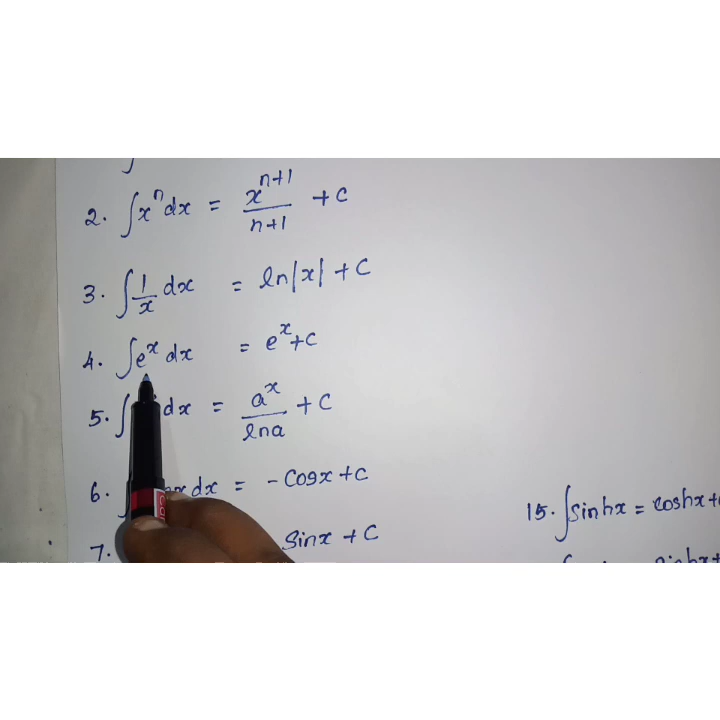 2. ∫xⁿdx = xⁿ⁺¹/n+1 + c
3. ∫1/x dx = ln|x| + c
4. ∫eˣ dx = eˣ+c
5. ∫ dx = aˣ/lna + c
6. ∫ x dx = - Cosx + c
7. Sinx + C
15. ∫sinhx = coshx +